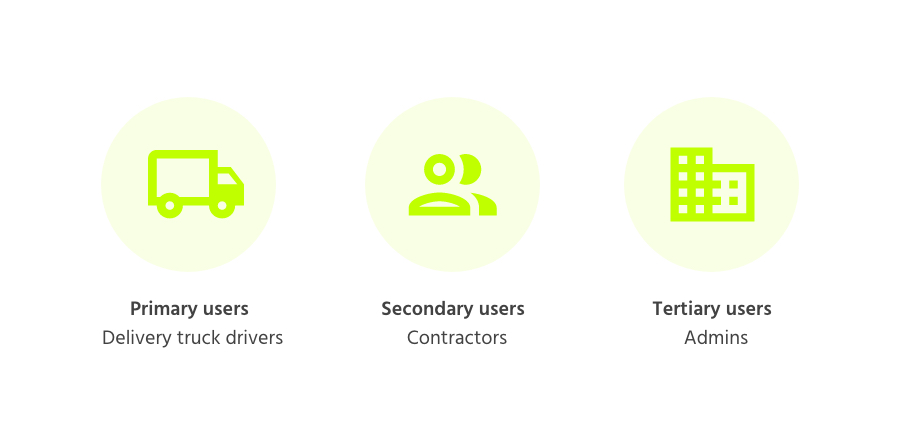 Primary users
Delivery truck drivers
Secondary users
Contractors
Tertiary users
Admins